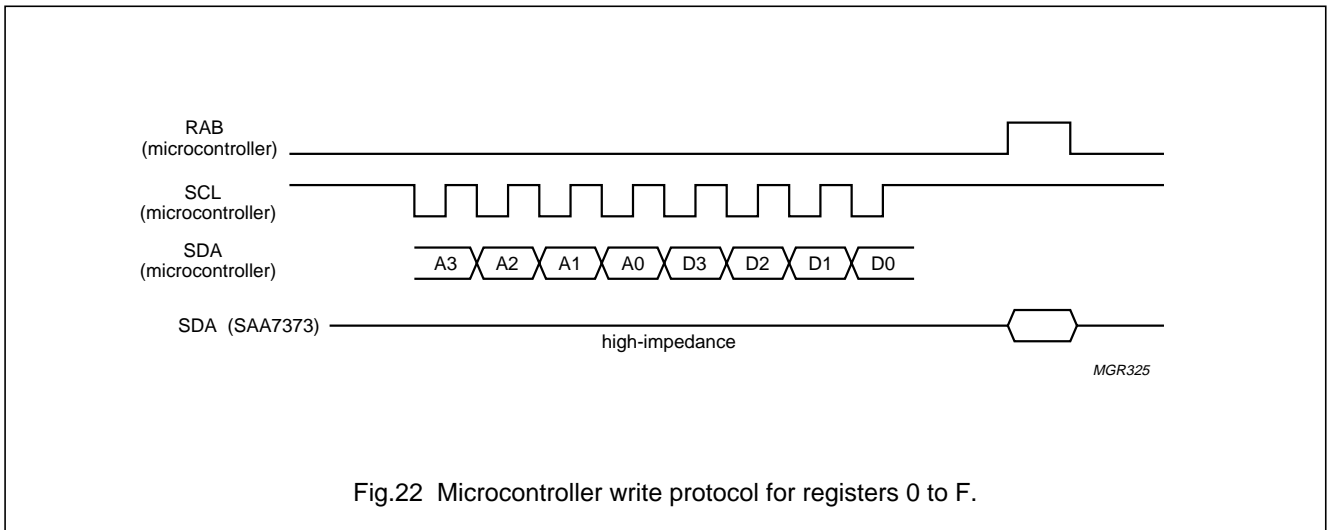 RAB
(microcontroller)
SCL
(microcontroller)
SDA
(microcontroller)
A3 A2 A1 A0 D3 D2 D1 D0
SDA (SAA7373)
high-impedance
MGR325
Fig.22 Microcontroller write protocol for registers 0 to F.